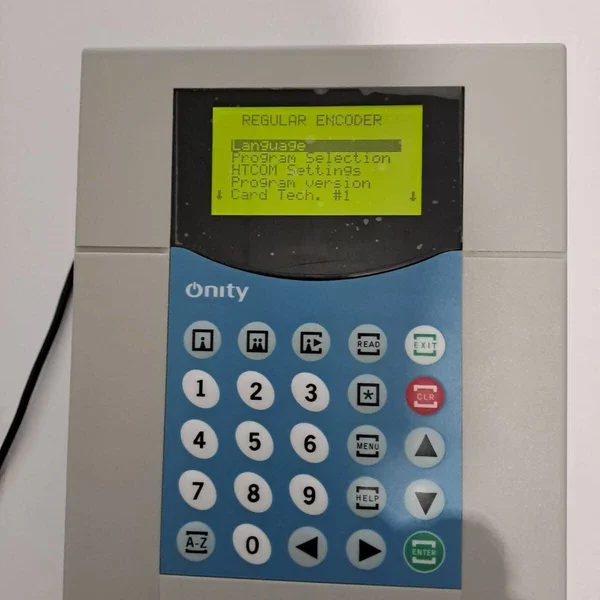 REGULAR ENCODER
Language
Program Selection
HTCOM Settings
Program version
Card Tech. #1
Onity
READ
EXIT
1 2 3 * CLR
4 5 6 MENU
7 8 9 HELP
A-Z 0 ENTER